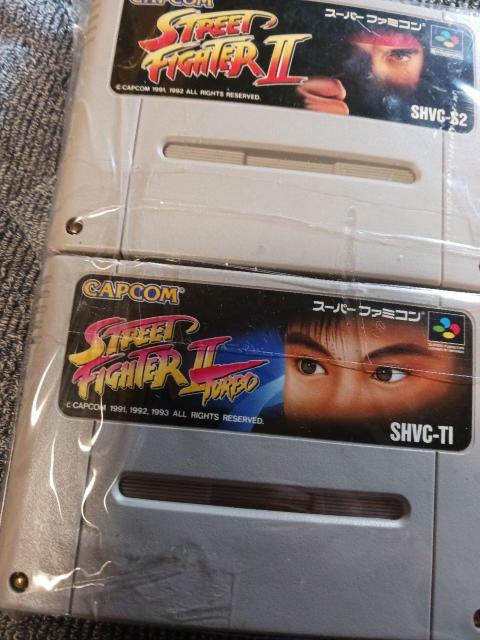 CAPCOM
STREET
FIGHTER II
スーパーファミコン
© CAPCOM 1991, 1992 ALL RIGHTS RESERVED.
SHVC-S2
CAPCOM
スーパーファミコン
STREET
FIGHTER II
TURBO
© CAPCOM 1991, 1992, 1993 ALL RIGHTS RESERVED.
SHVC-TI